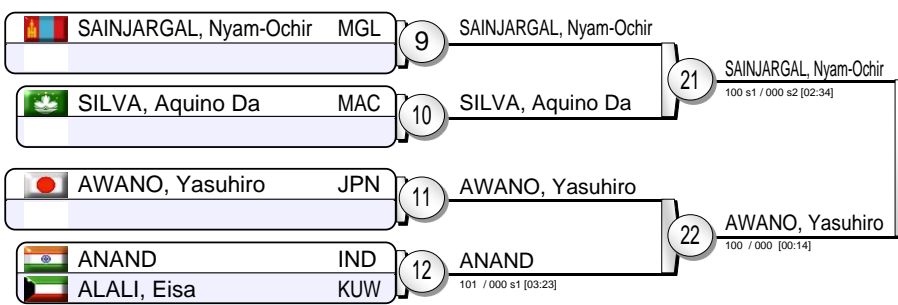 SAINJARGAL, Nyam-Ochir MGL
9
SAINJARGAL, Nyam-Ochir
21
SAINJARGAL, Nyam-Ochir
100 s1 / 000 s2 [02:34]
SILVA, Aquino Da MAC
10
SILVA, Aquino Da
AWANO, Yasuhiro JPN
11
AWANO, Yasuhiro
22
AWANO, Yasuhiro
100 / 000 [00:14]
ANAND IND
12
ANAND
101 / 000 s1 [03:23]
ALALI, Eisa KUW